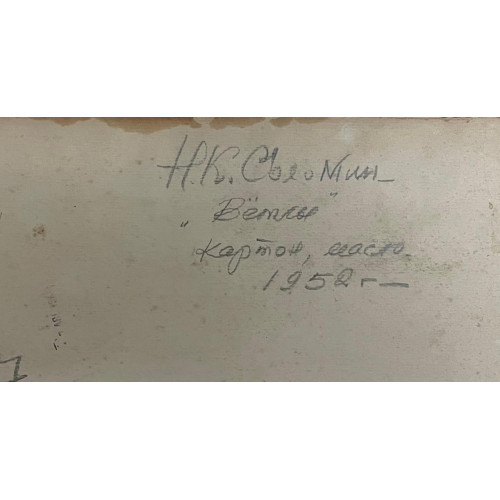 Н.К. Соломин
"Вётлы"
картон, масло.
1952 г